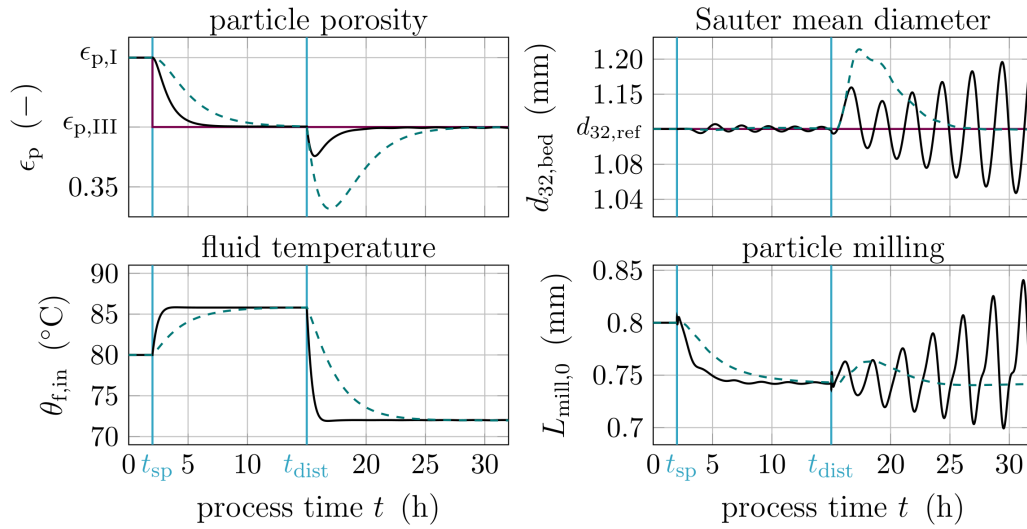 particle porosity
ϵp,I
ϵp,III
0.35
ϵp (−)
Sauter mean diameter
1.20
1.15
d32,ref
1.08
1.04
d32,bed (mm)
fluid temperature
90
85
80
75
70
θf,in (°C)
0 tsp 5 10 tdist 20 25 30
process time t (h)
particle milling
0.85
0.8
0.75
0.7
Lmill,0 (mm)
0 tsp 5 10 tdist 20 25 30
process time t (h)